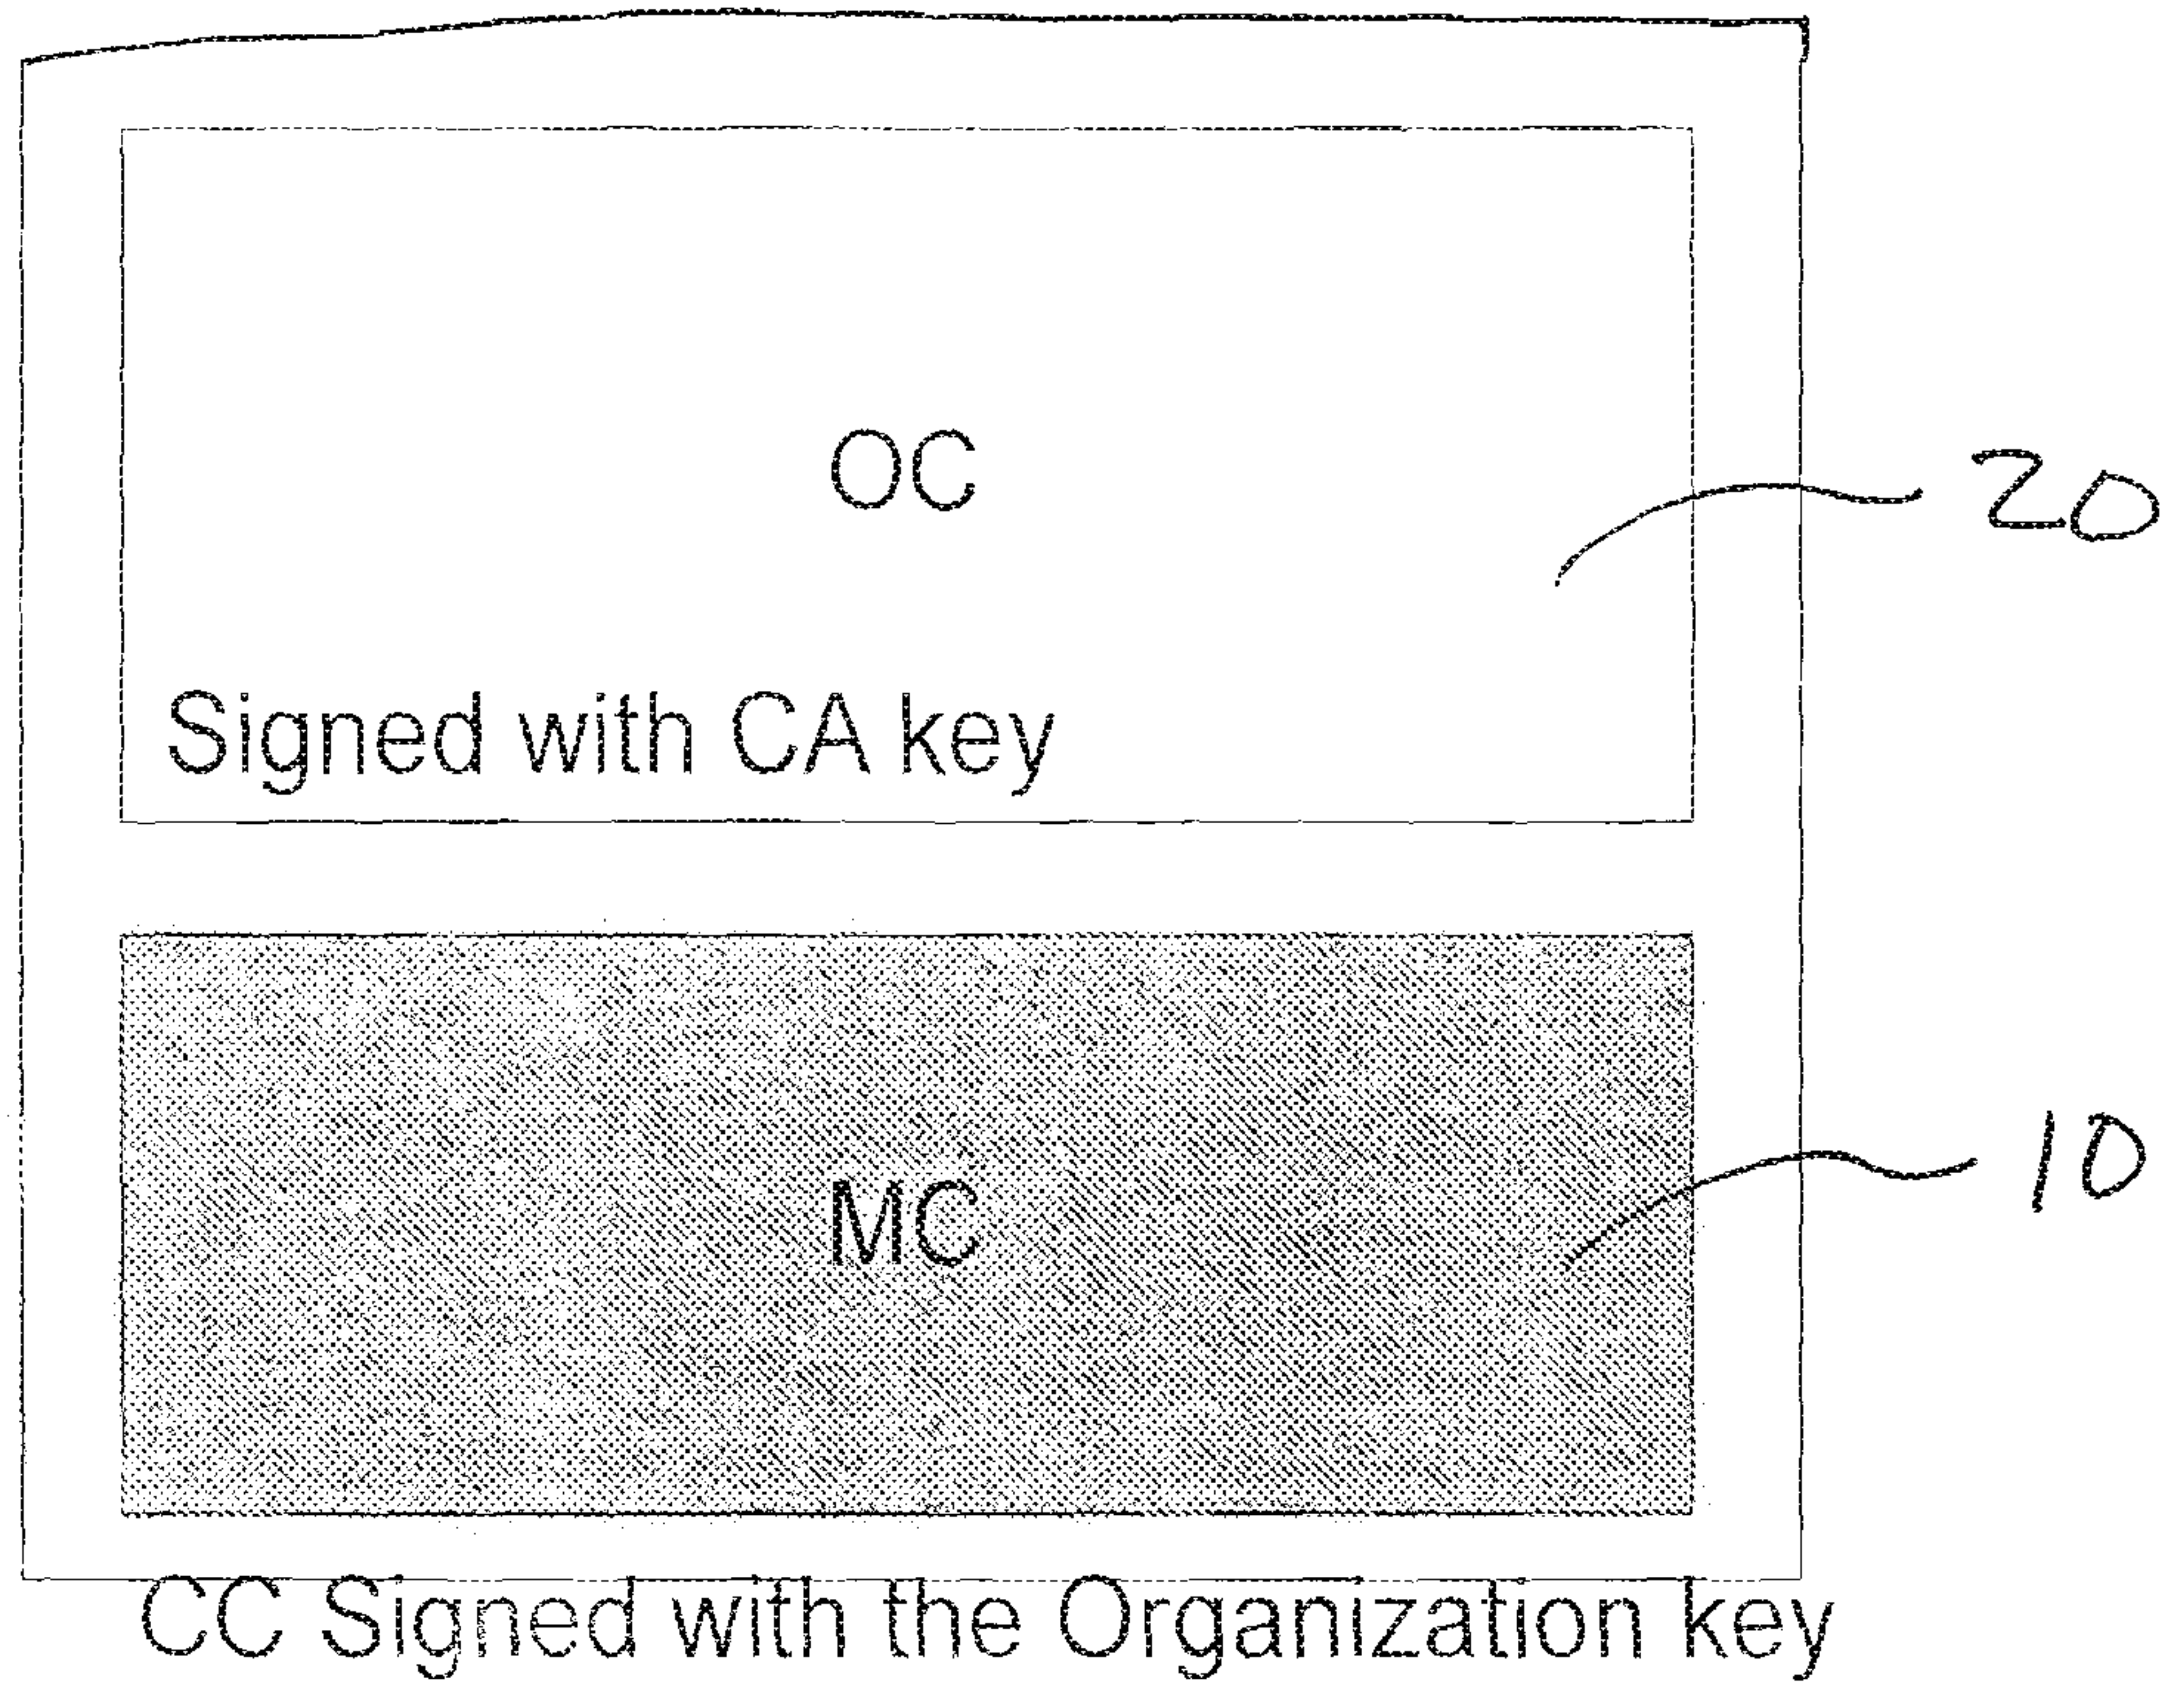 OC
20
Signed with CA key
MC
10
CC Signed with the Organization key